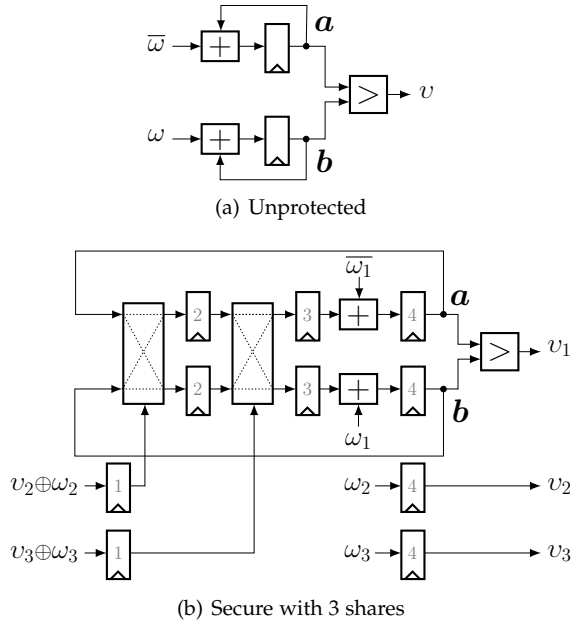 a
ω̅ + > υ
ω + b
(a) Unprotected
ω̅₁ a
2 3 + 4 > υ₁
2 3 + 4 b
ω₁
υ₂⊕ω₂ 1 ω₂ 4 υ₂
υ₃⊕ω₃ 1 ω₃ 4 υ₃
(b) Secure with 3 shares